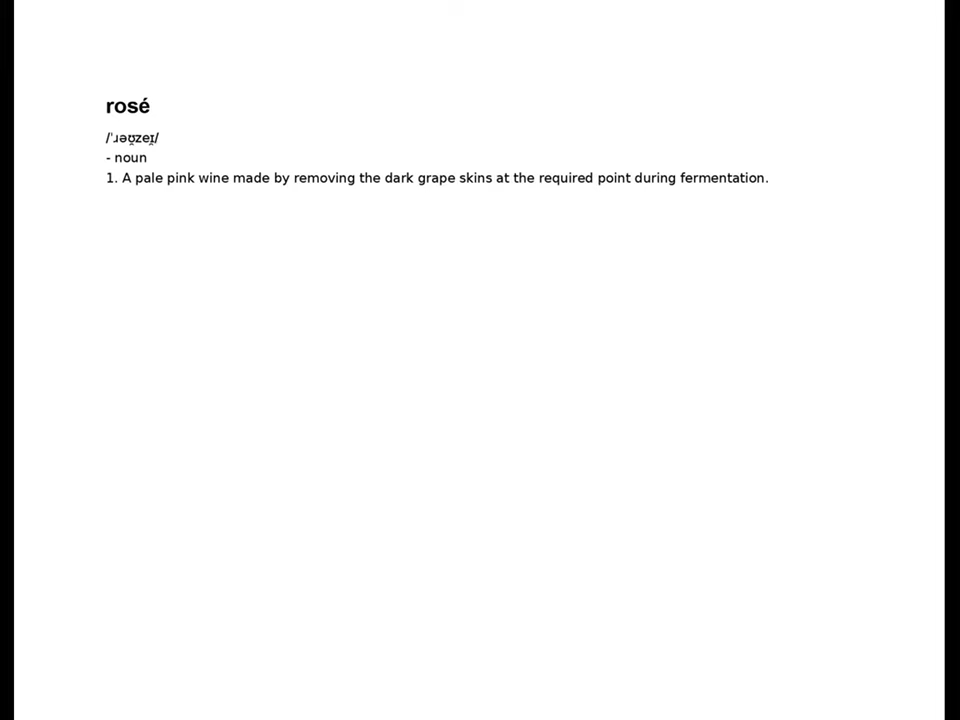 rosé
/ˈɹəʊ̯zeɪ̯/
- noun
1. A pale pink wine made by removing the dark grape skins at the required point during fermentation.